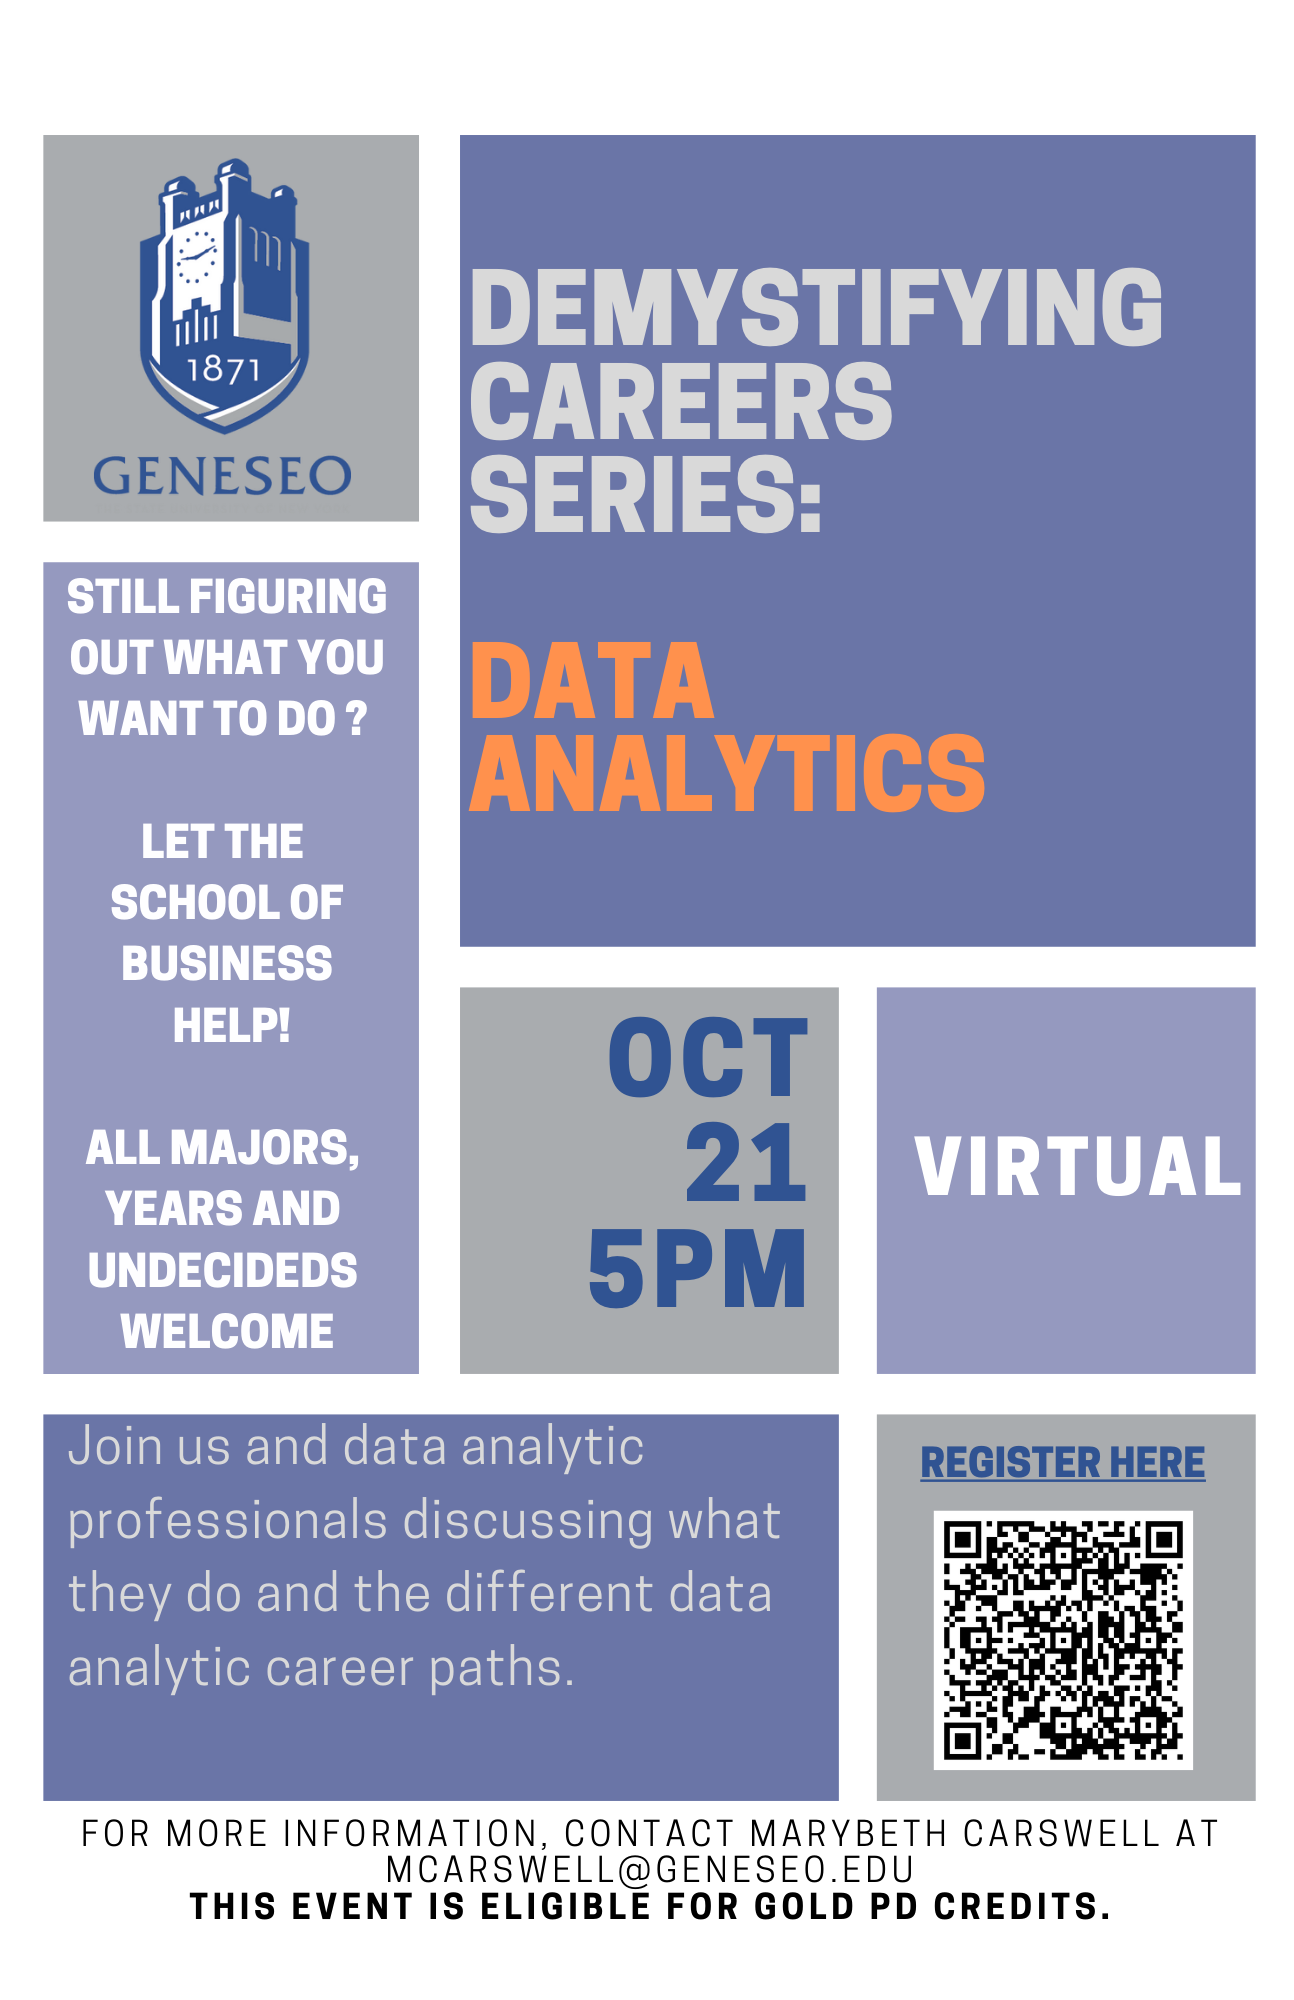 1871
GENESEO
DEMYSTIFYING
CAREERS
SERIES:
DATA
ANALYTICS
STILL FIGURING
OUT WHAT YOU
WANT TO DO ?
LET THE
SCHOOL OF
BUSINESS
HELP!
ALL MAJORS,
YEARS AND
UNDECIDEDS
WELCOME
OCT
21
5PM
VIRTUAL
Join us and data analytic
professionals discussing what
they do and the different data
analytic career paths.
REGISTER HERE
FOR MORE INFORMATION, CONTACT MARYBETH CARSWELL AT
MCARSWELL@GENESEO.EDU
THIS EVENT IS ELIGIBLE FOR GOLD PD CREDITS.